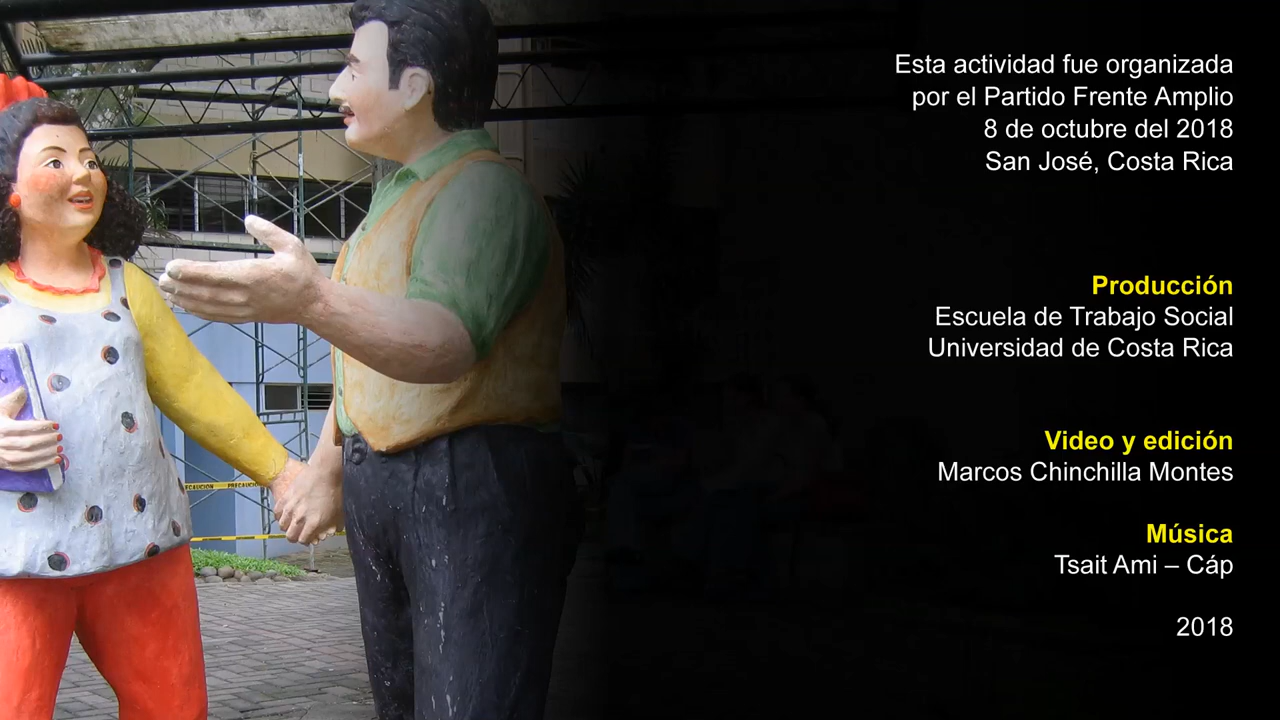 Esta actividad fue organizada
por el Partido Frente Amplio
8 de octubre del 2018
San José, Costa Rica
Producción
Escuela de Trabajo Social
Universidad de Costa Rica
Video y edición
Marcos Chinchilla Montes
Música
Tsait Ami – Cáp
2018
PRECAUCION